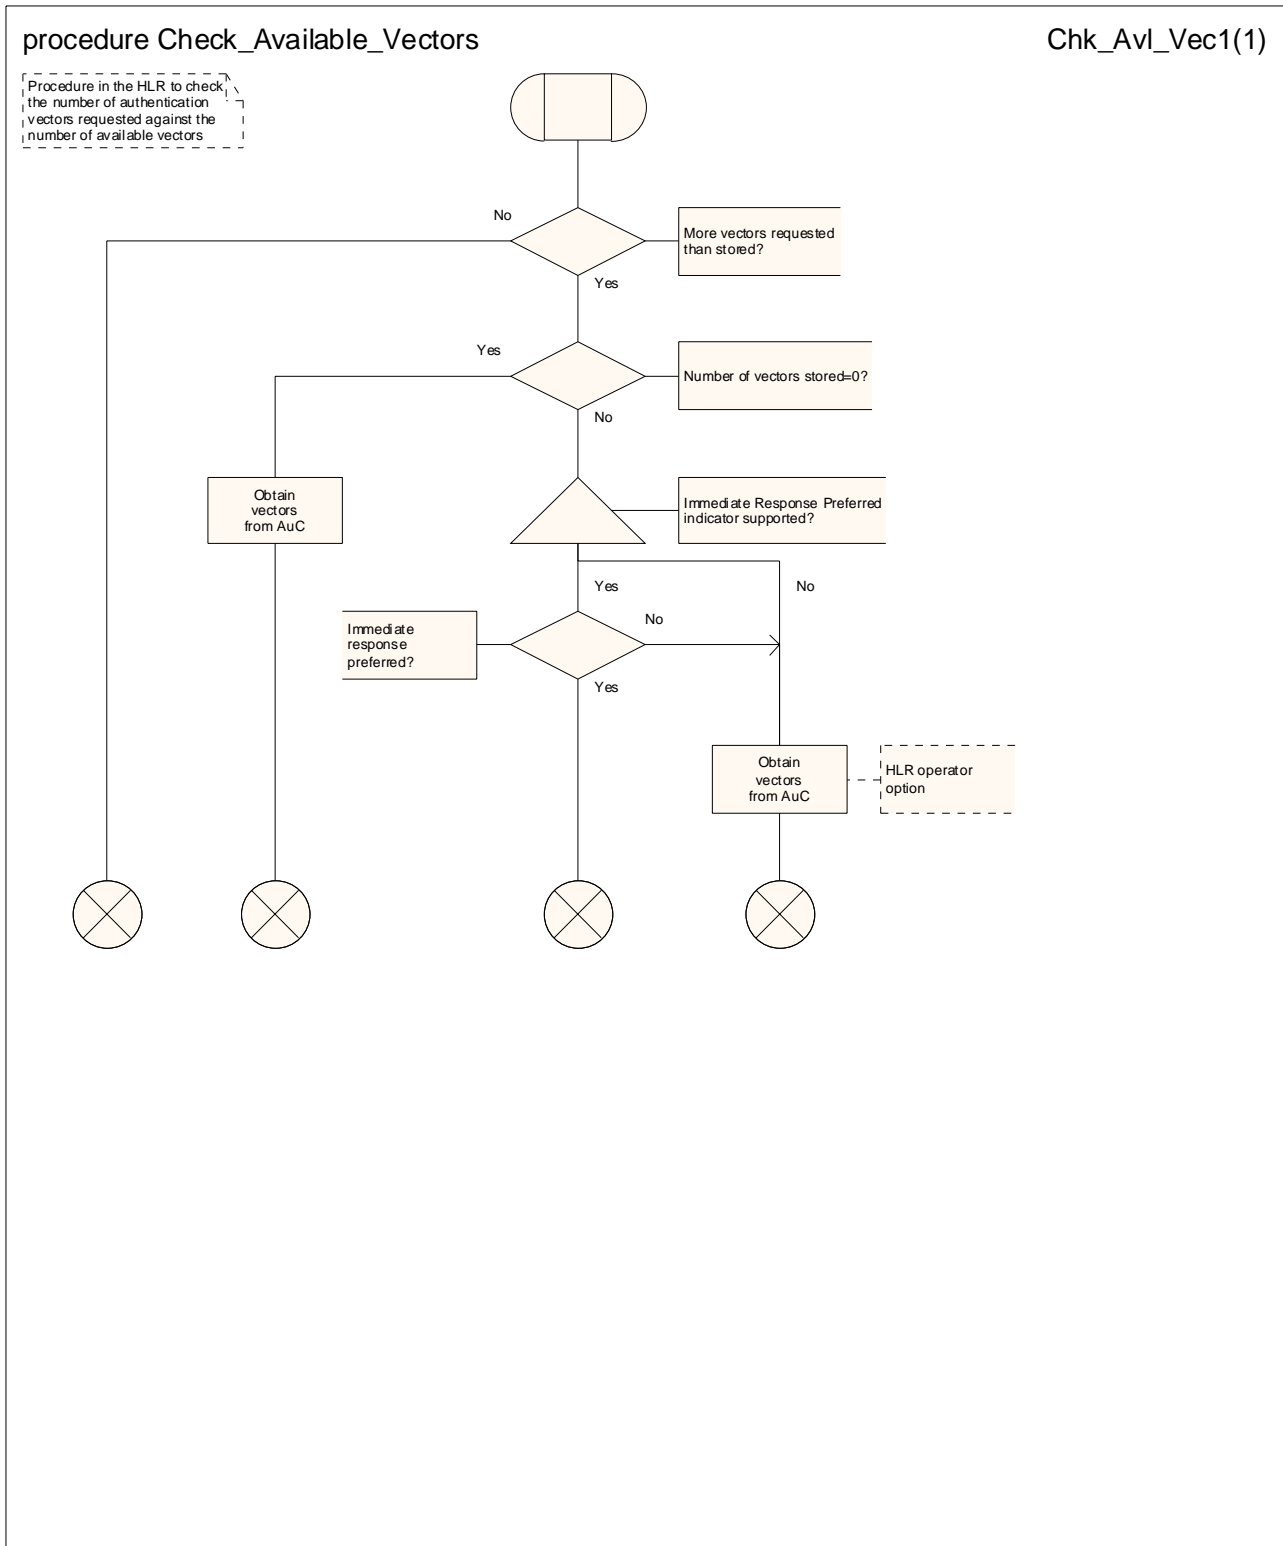 procedure Check_Available_Vectors
Chk_Avl_Vec1(1)
Procedure in the HLR to check
the number of authentication
vectors requested against the
number of available vectors
No
More vectors requested
than stored?
Yes
Yes
Number of vectors stored=0?
No
Obtain
vectors
from AuC
Immediate Response Preferred
indicator supported?
Yes
No
Immediate
response
preferred?
No
Yes
Obtain
vectors
from AuC
HLR operator
option